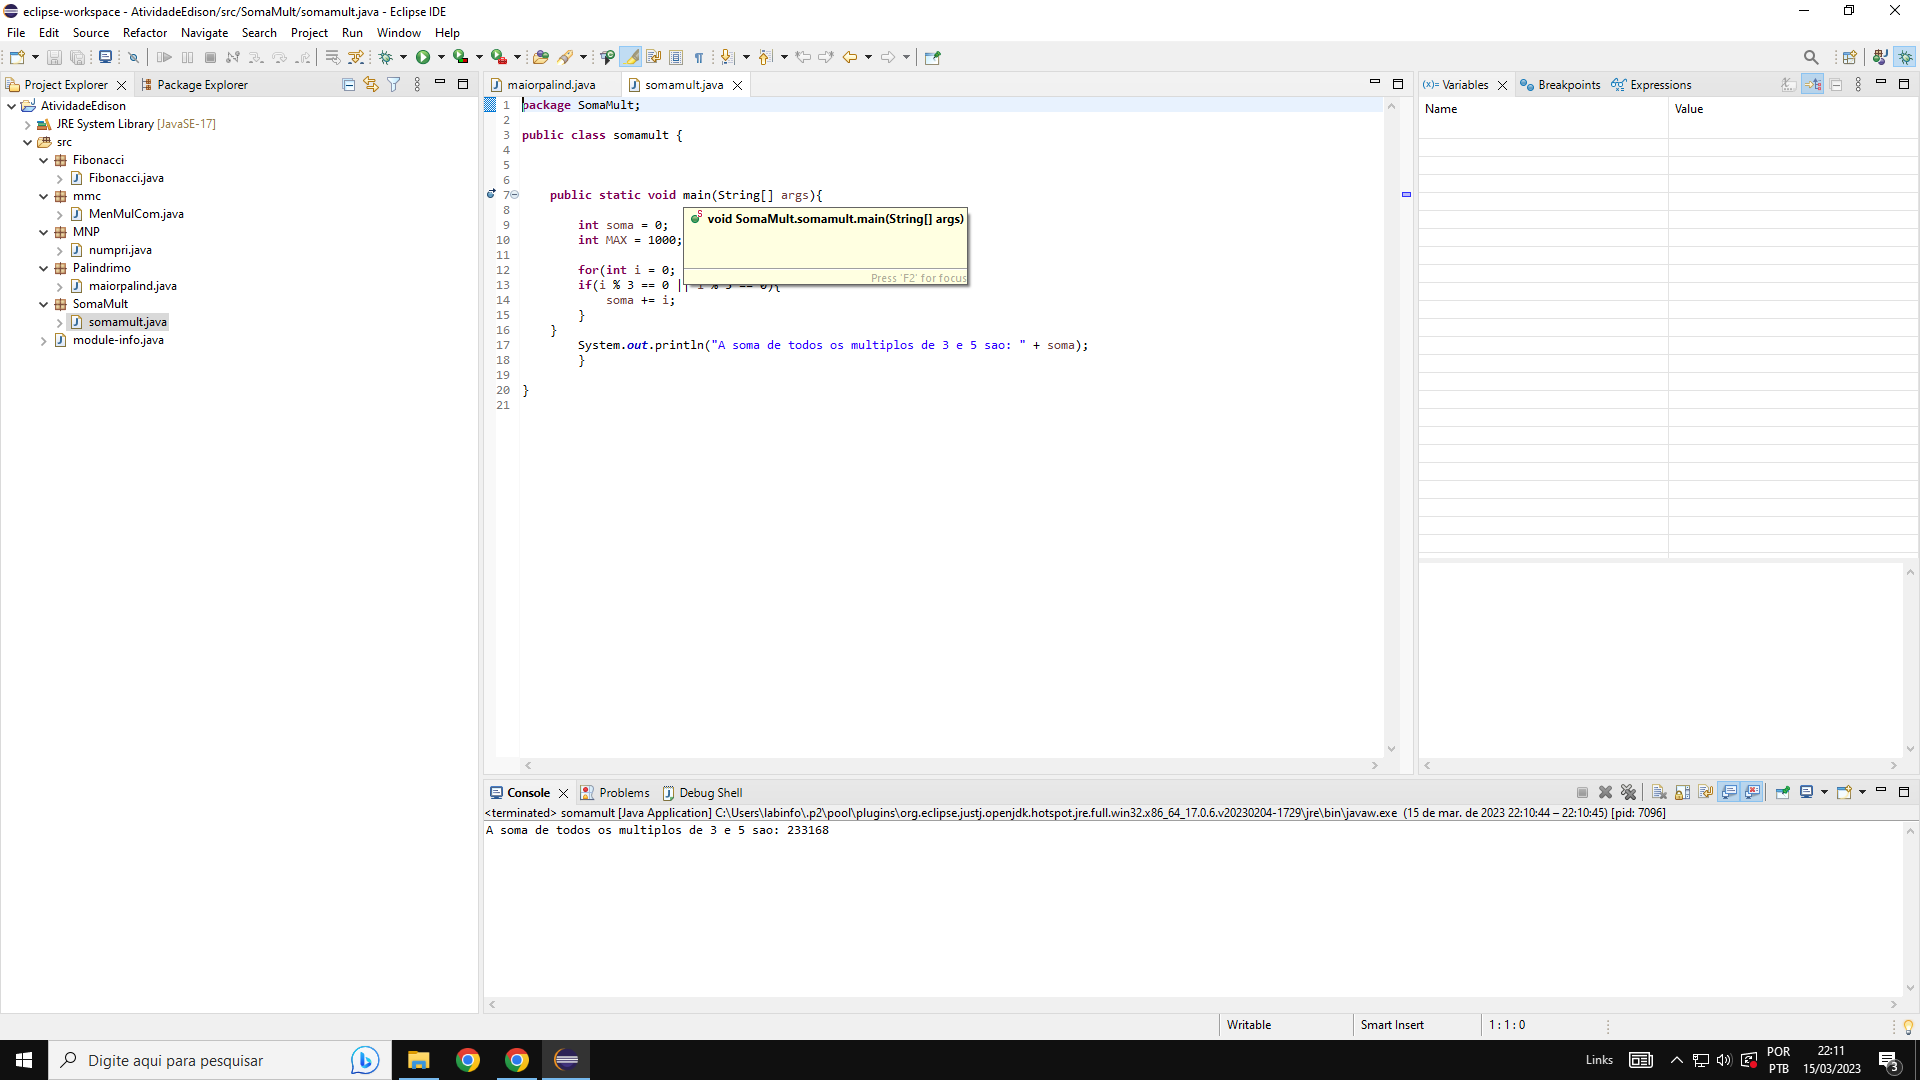 eclipse-workspace - AtividadeEdison/src/SomaMult/somamult.java - Eclipse IDE
File Edit Source Refactor Navigate Search Project Run Window Help
Project Explorer Package Explorer
AtividadeEdison
JRE System Library [JavaSE-17]
src
Fibonacci
Fibonacci.java
mmc
MenMulCom.java
MNP
numpri.java
Palindrimo
maiorpalind.java
SomaMult
somamult.java
module-info.java
maiorpalind.java somamult.java
1 package SomaMult;
2
3 public class somamult {
4
5
6
7 public static void main(String[] args){
8
9 int soma = 0;
10 int MAX = 1000;
11
12 for(int i = 0;
13 if(i % 3 == 0 ||
14 soma += i;
15 }
16 }
17 System.out.println("A soma de todos os multiplos de 3 e 5 sao: " + soma);
18 }
19
20 }
21
void SomaMult.somamult.main(String[] args)
Press 'F2' for focus
Variables Breakpoints Expressions
Name Value
Console Problems Debug Shell
<terminated> somamult [Java Application] C:\Users\labinfo\.p2\pool\plugins\org.eclipse.justj.openjdk.hotspot.jre.full.win32.x86_64_17.0.6.v20230204-1729\jre\bin\javaw.exe (15 de mar. de 2023 22:10:44 – 22:10:45) [pid: 7096]
A soma de todos os multiplos de 3 e 5 sao: 233168
Writable Smart Insert 1 : 1 : 0
Digite aqui para pesquisar
Links
POR
PTB
22:11
15/03/2023
3